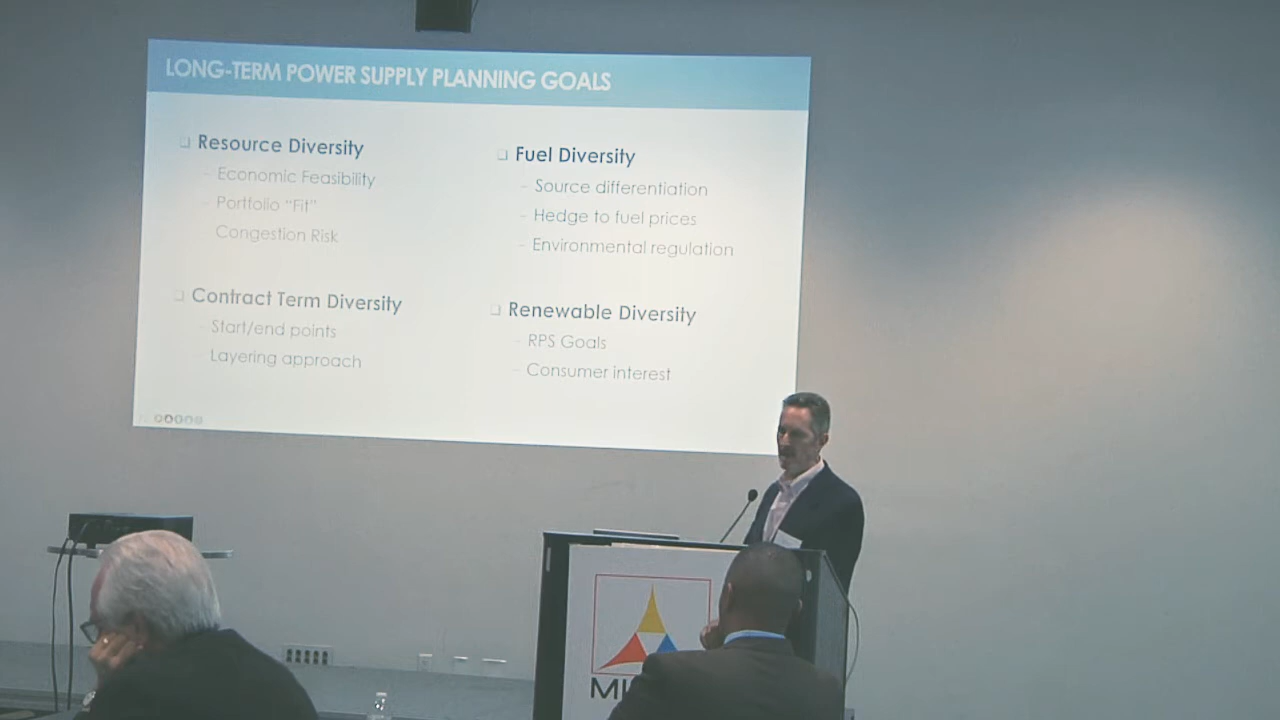 LONG-TERM POWER SUPPLY PLANNING GOALS
Resource Diversity
- Economic Feasibility
- Portfolio “Fit”
Congestion Risk
Contract Term Diversity
Start/end points
Layering approach
Fuel Diversity
- Source differentiation
- Hedge to fuel prices
- Environmental regulation
Renewable Diversity
- RPS Goals
- Consumer interest